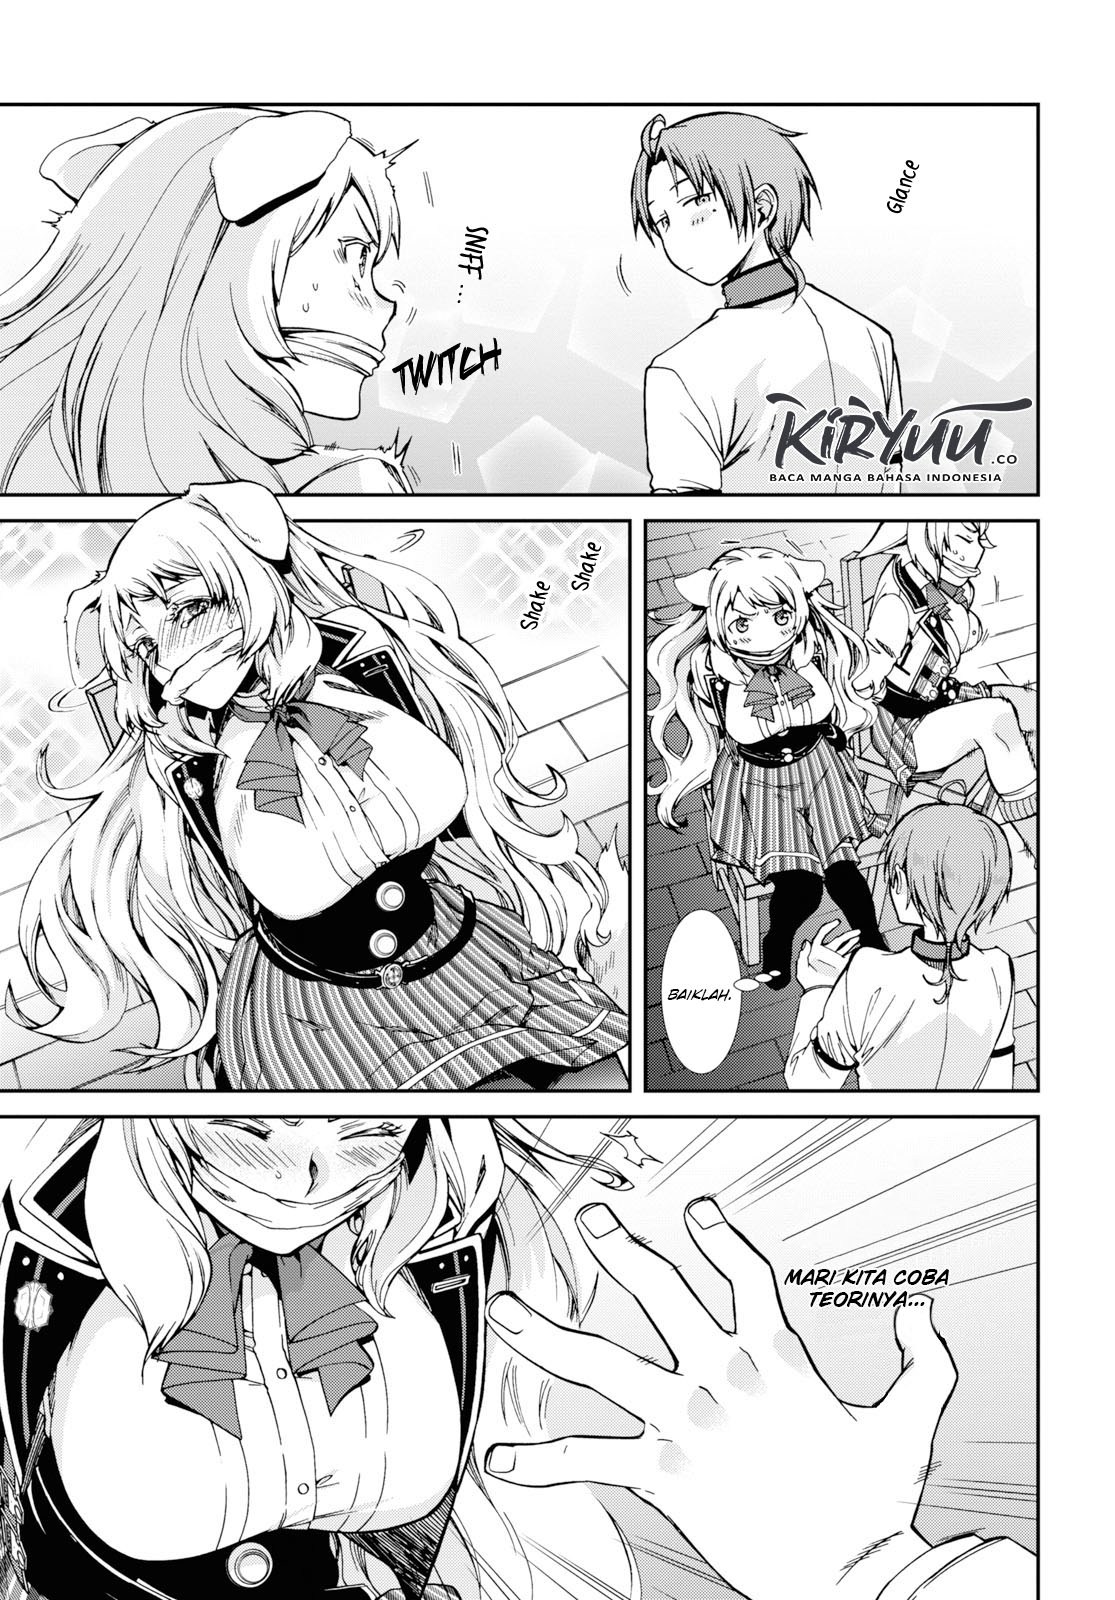 Glance
SNIFF
...
TWITCH
KIRYUU.CO
BACA MANGA BAHASA INDONESIA
BAIKLAH.
Shake
Shake
MARI KITA COBA
TEORINYA...